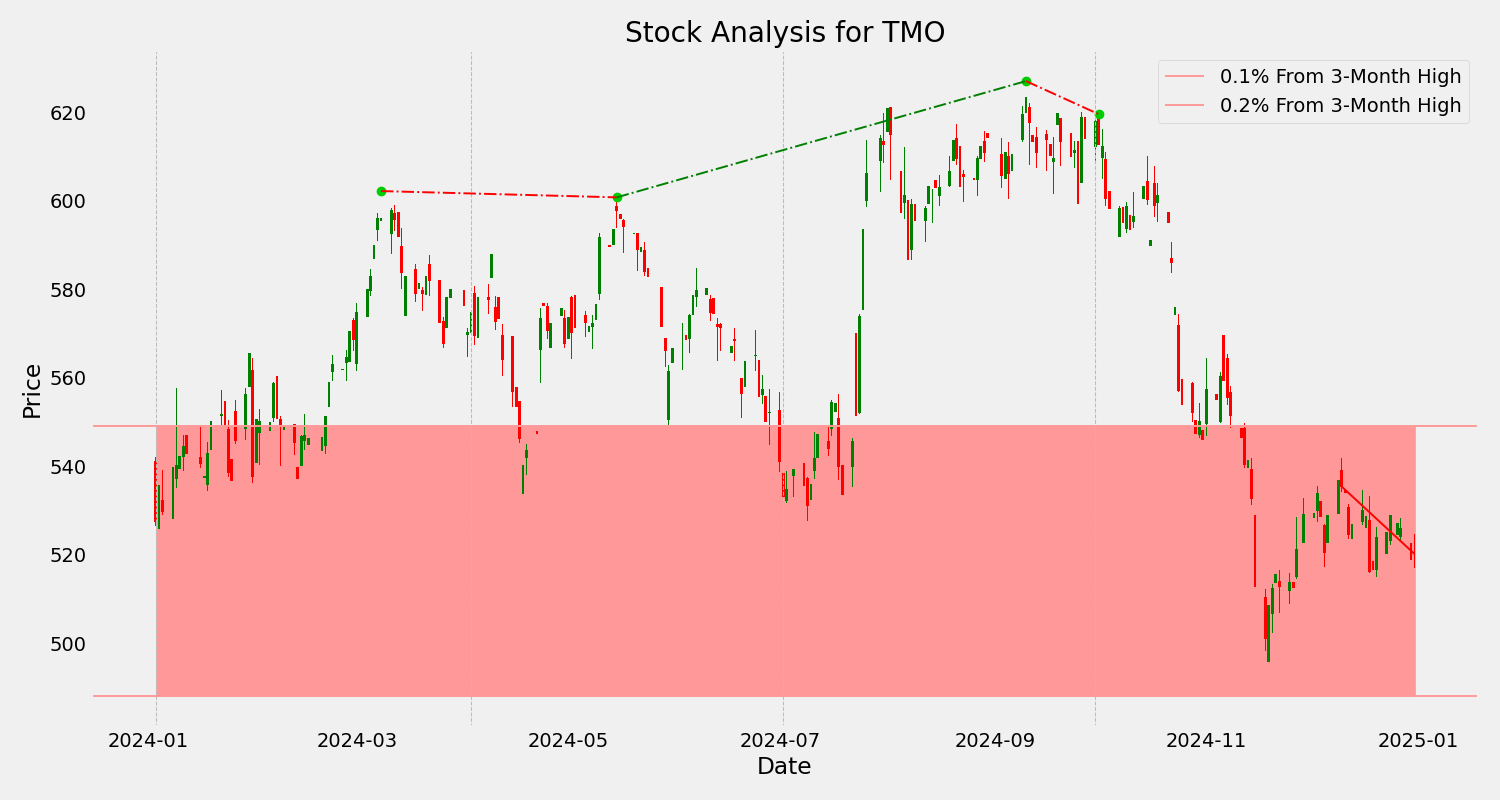 Stock Analysis for TMO
0.1% From 3-Month High
0.2% From 3-Month High
620
600
580
560
540
520
500
Price
2024-01 2024-03 2024-05 2024-07 2024-09 2024-11 2025-01
Date